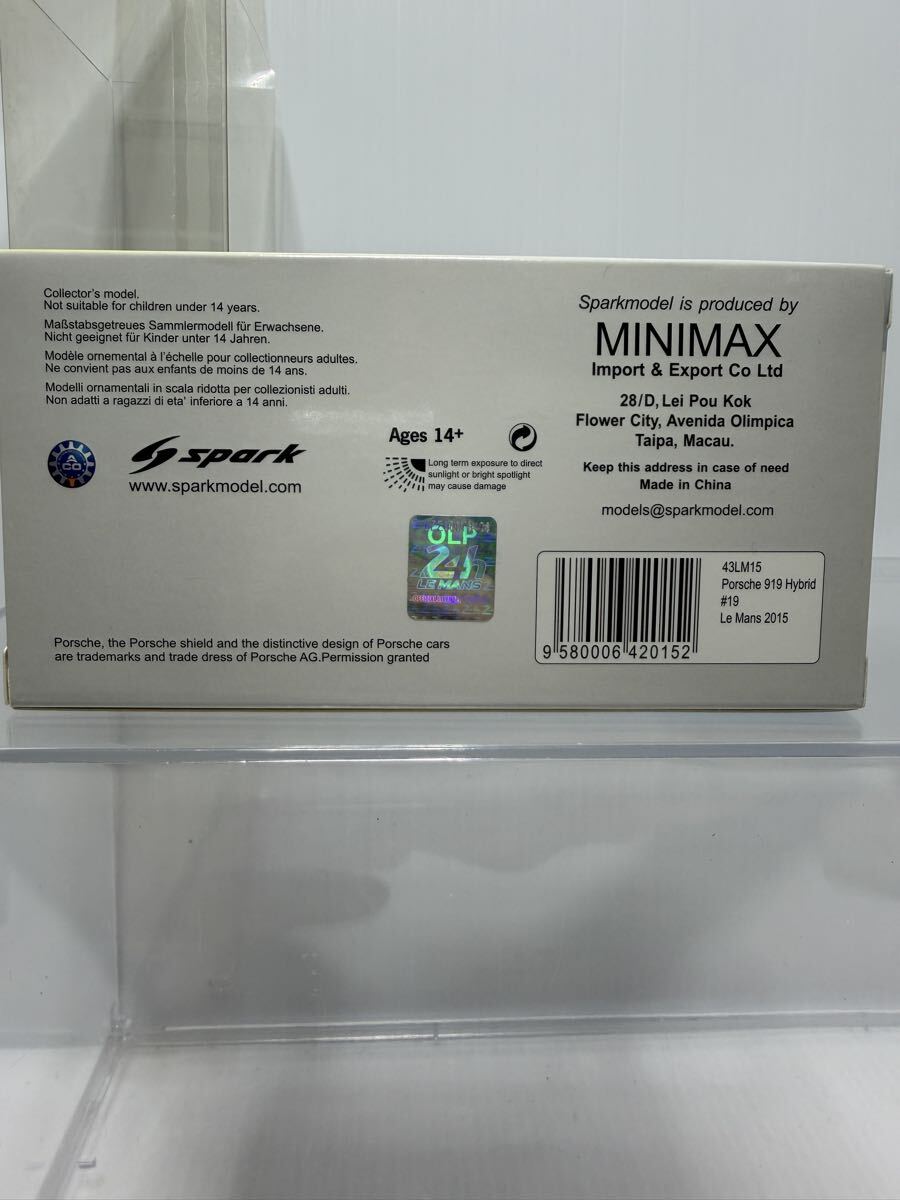 Collector's model.
Not suitable for children under 14 years.
Maßstabsgetreues Sammlermodell für Erwachsene.
Nicht geeignet für Kinder unter 14 Jahren.
Modèle ornemental à l'échelle pour collectionneurs adultes.
Ne convient pas aux enfants de moins de 14 ans.
Modelli ornamentali in scala ridotta per collezionisti adulti.
Non adatti a ragazzi di eta' inferiore a 14 anni.
ACO
spark
www.sparkmodel.com
Ages 14+
Long term exposure to direct
sunlight or bright spotlight
may cause damage
OLP
24h
LE MANS
Porsche, the Porsche shield and the distinctive design of Porsche cars
are trademarks and trade dress of Porsche AG.Permission granted
Sparkmodel is produced by
MINIMAX
Import & Export Co Ltd
28/D, Lei Pou Kok
Flower City, Avenida Olimpica
Taipa, Macau.
Keep this address in case of need
Made in China
models@sparkmodel.com
43LM15
Porsche 919 Hybrid
#19
Le Mans 2015
9 580006 420152